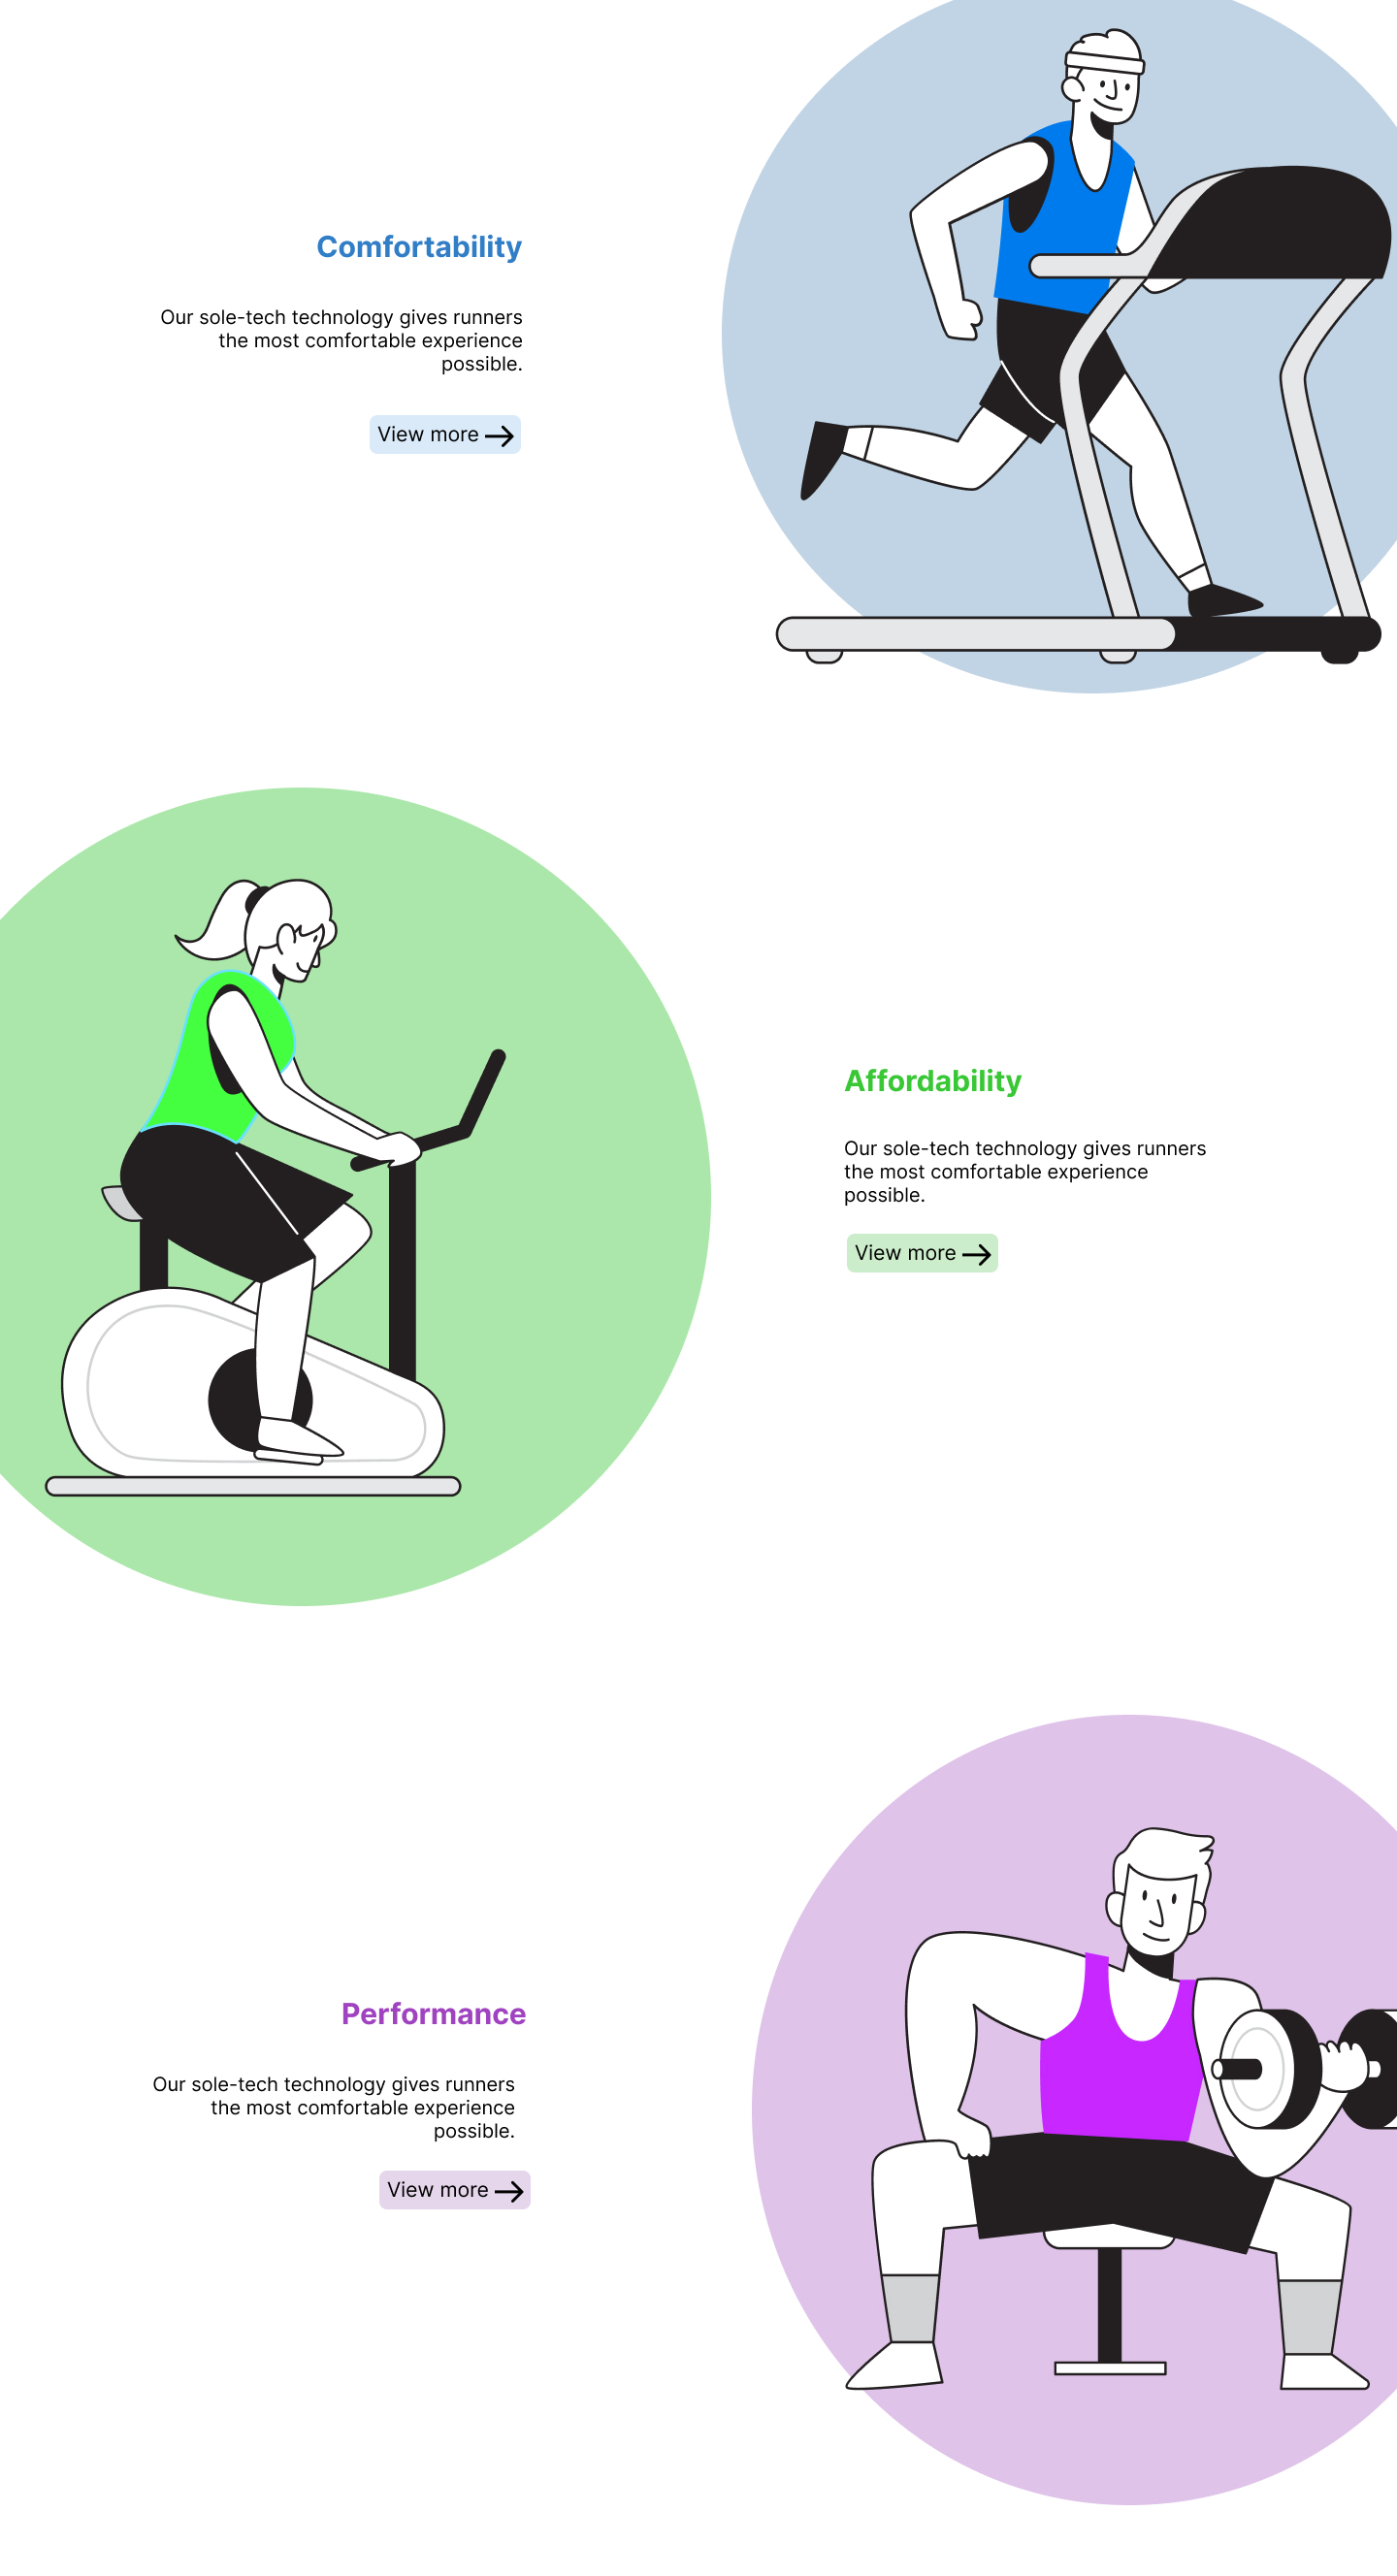 Comfortability
Our sole-tech technology gives runners
the most comfortable experience
possible.
View more
Affordability
Our sole-tech technology gives runners
the most comfortable experience
possible.
View more
Performance
Our sole-tech technology gives runners
the most comfortable experience
possible.
View more